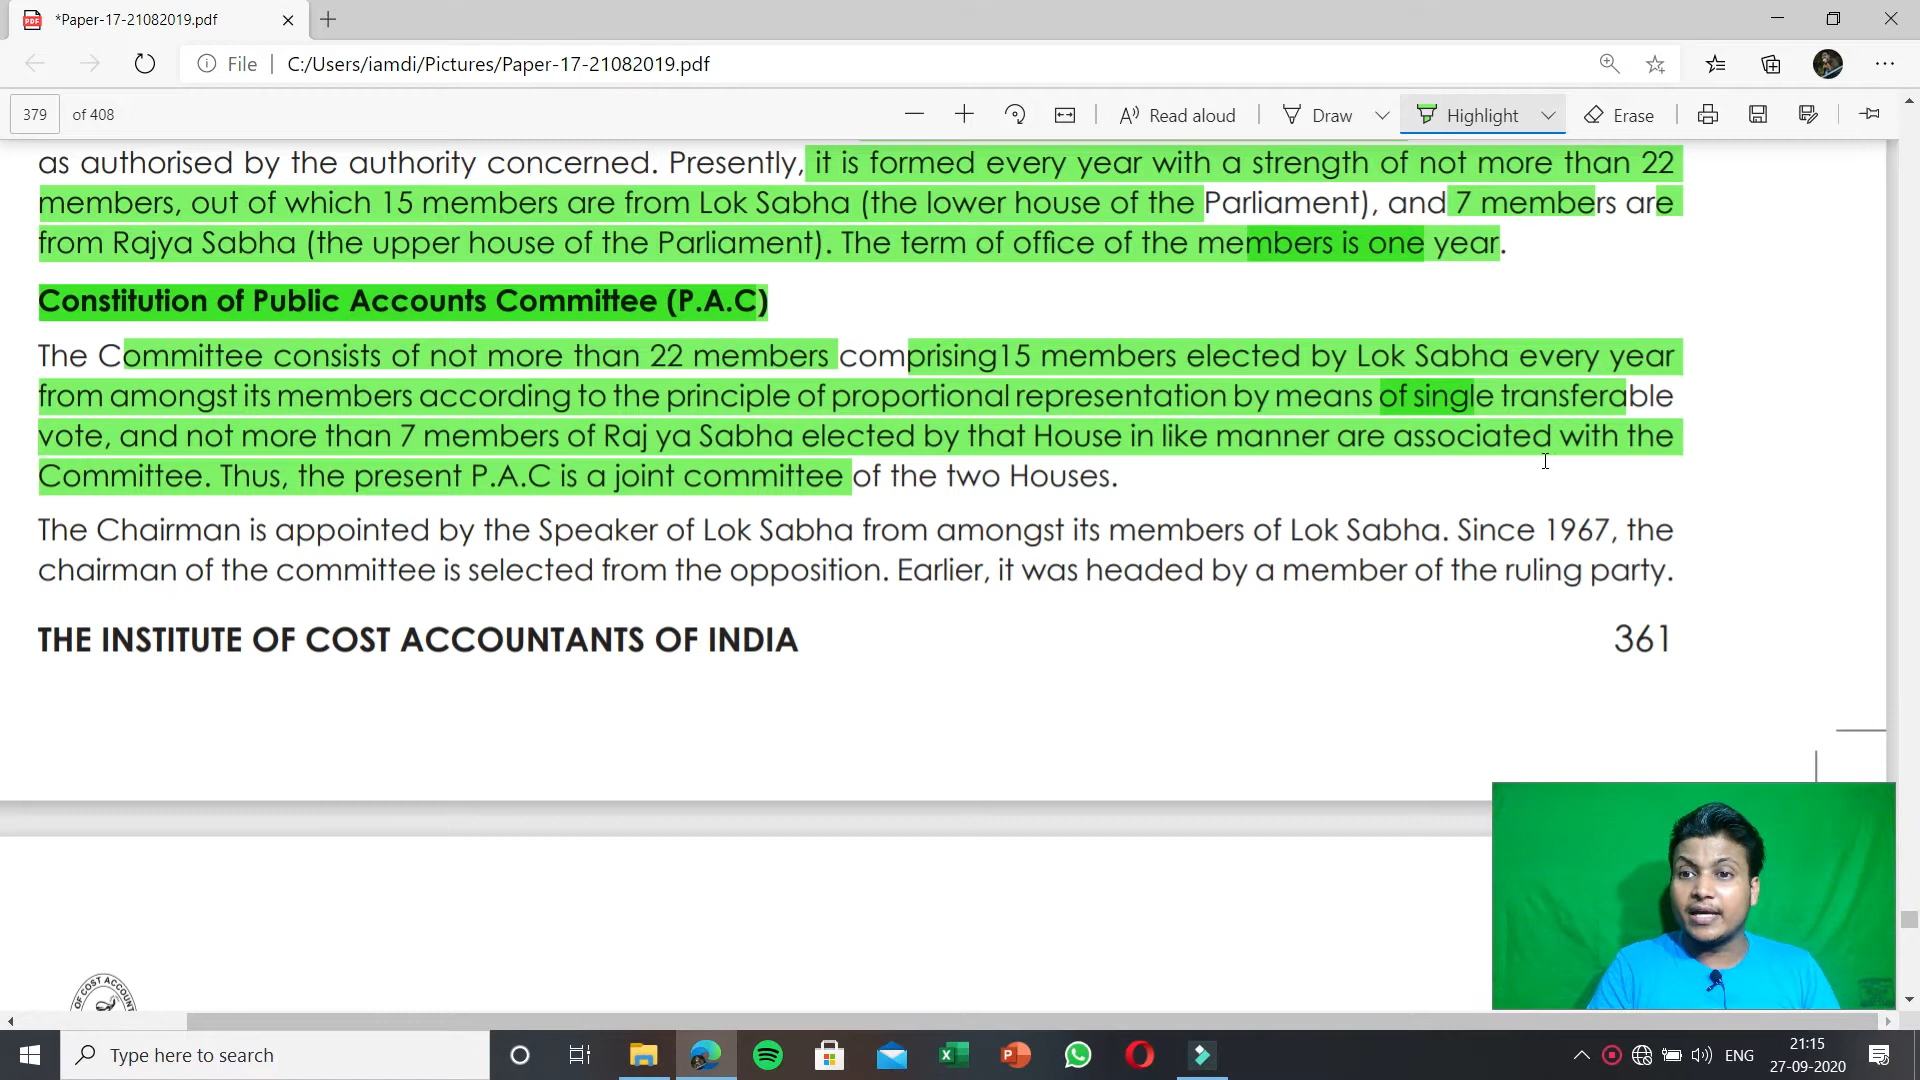 *Paper-17-21082019.pdf
File
C:/Users/iamdi/Pictures/Paper-17-21082019.pdf
379 of 408
Read aloud
Draw
Highlight
Erase
as authorised by the authority concerned. Presently, it is formed every year with a strength of not more than 22
members, out of which 15 members are from Lok Sabha (the lower house of the Parliament), and 7 members are
from Rajya Sabha (the upper house of the Parliament). The term of office of the members is one year.
Constitution of Public Accounts Committee (P.A.C)
The Committee consists of not more than 22 members comprising15 members elected by Lok Sabha every year
from amongst its members according to the principle of proportional representation by means of single transferable
vote, and not more than 7 members of Raj ya Sabha elected by that House in like manner are associated with the
Committee. Thus, the present P.A.C is a joint committee of the two Houses.
The Chairman is appointed by the Speaker of Lok Sabha from amongst its members of Lok Sabha. Since 1967, the
chairman of the committee is selected from the opposition. Earlier, it was headed by a member of the ruling party.
THE INSTITUTE OF COST ACCOUNTANTS OF INDIA
361
OF COST ACCOUNT
Type here to search
ENG
21:15
27-09-2020